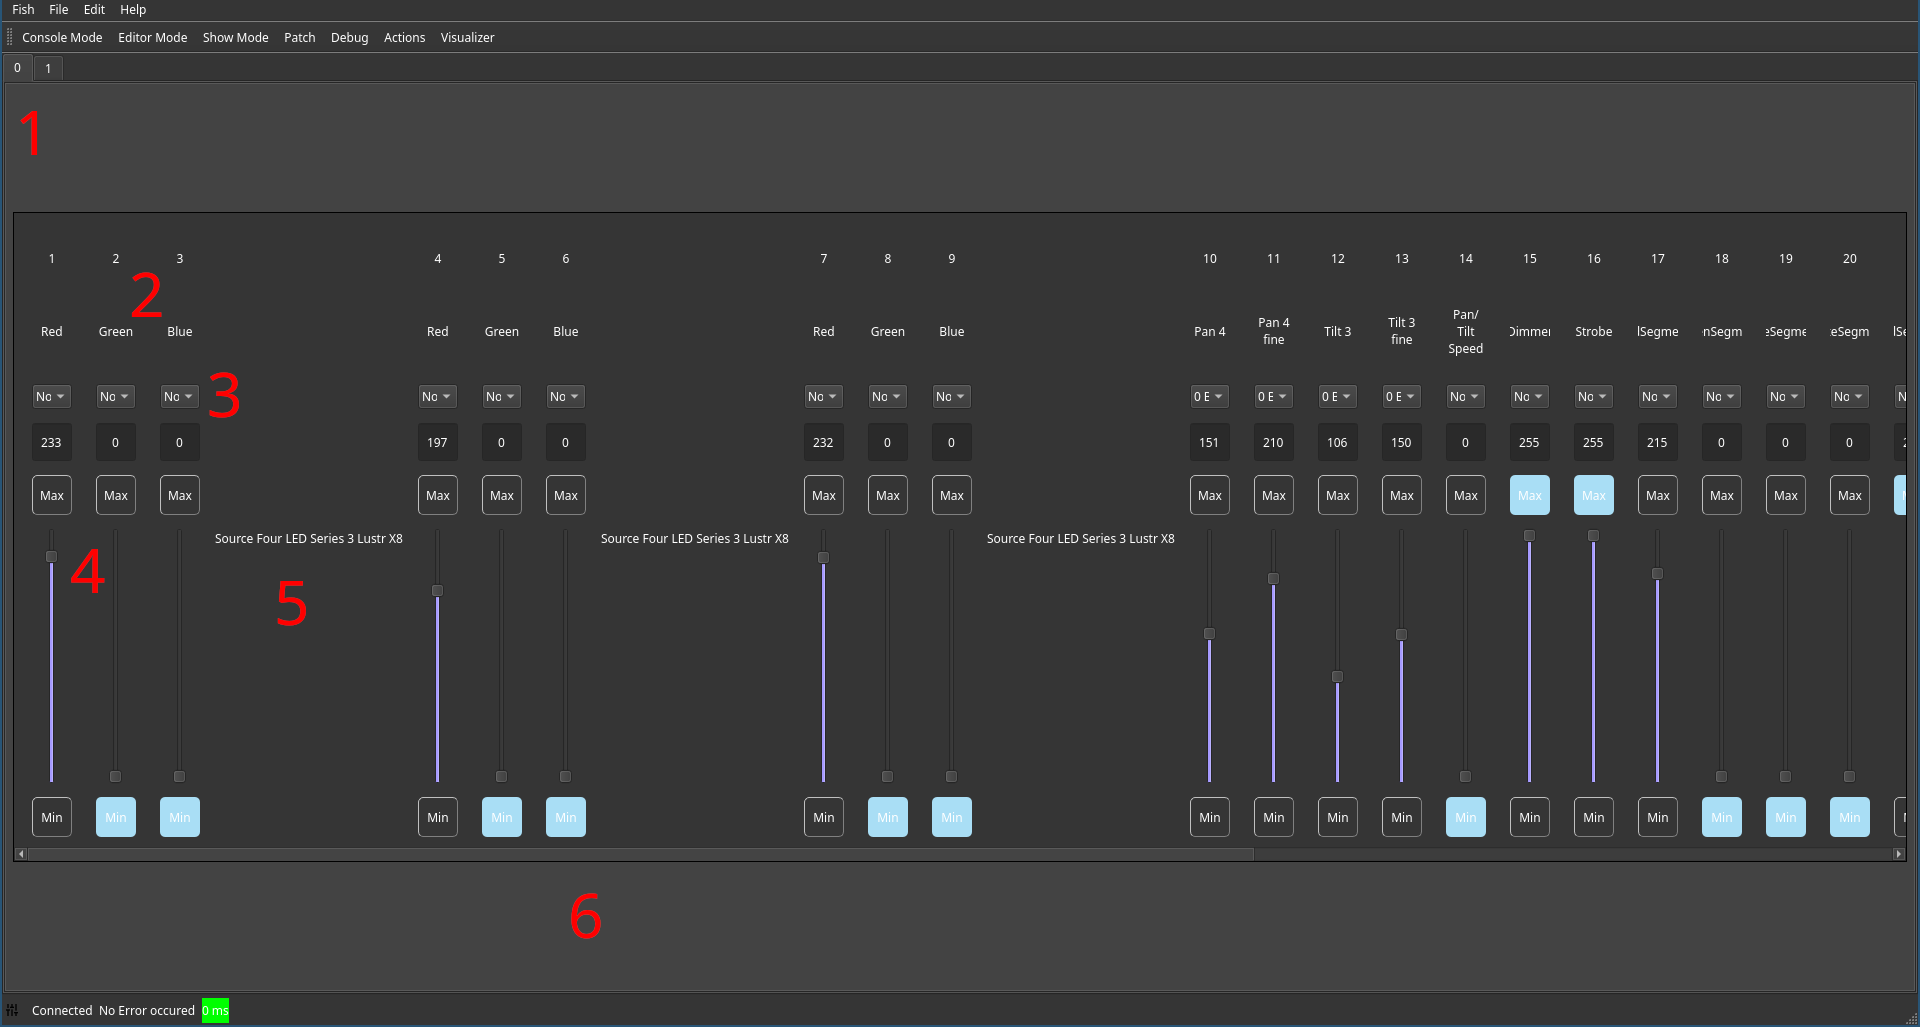 Fish File Edit Help
Console Mode Editor Mode Show Mode Patch Debug Actions Visualizer
0 1
1
1 2 3 4 5 6 7 8 9 10 11 12 13 14 15 16 17 18 19 20
2
Red Green Blue Red Green Blue Red Green Blue Pan 4 Pan 4 fine Tilt 3 Tilt 3 fine Pan/ Tilt Speed Dimmer Strobe lSegme nSegm eSegme eSegm lSe
3
No No No No No No No No No 0 E 0 E 0 E 0 E No No No No No No No N
233 0 0 197 0 0 232 0 0 151 210 106 150 0 255 255 215 0 0 0 2
Max Max Max Max Max Max Max Max Max Max Max Max Max Max Max Max Max Max Max Max
Source Four LED Series 3 Lustr X8 Source Four LED Series 3 Lustr X8 Source Four LED Series 3 Lustr X8
4
5
Min Min Min Min Min Min Min Min Min Min Min Min Min Min Min Min Min Min Min Min
6
Connected No Error occured 0 ms